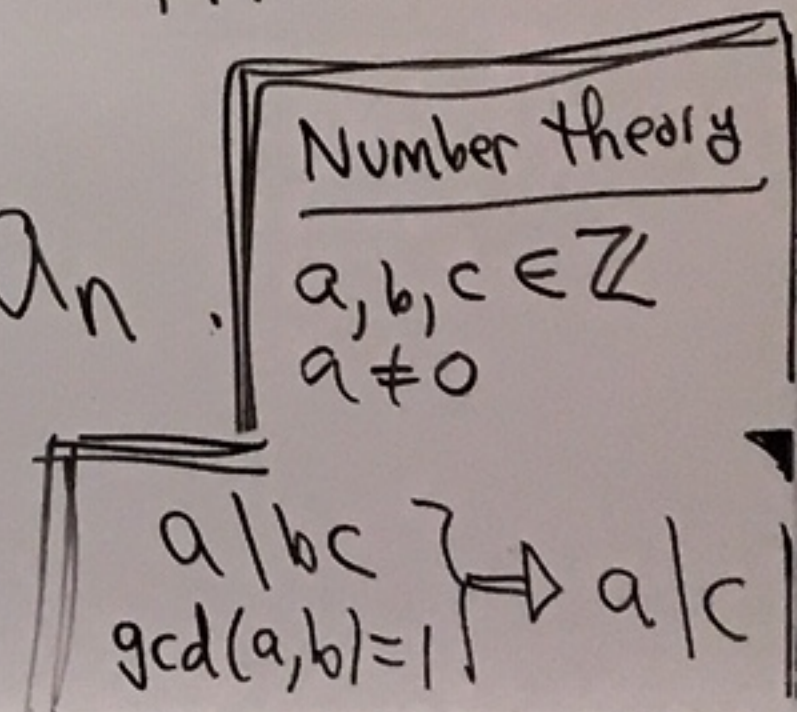 Number theory
a, b, c ∈ ℤ
an .
a ≠ 0
a | bc
gcd(a,b)=1 } ⇒ a | c